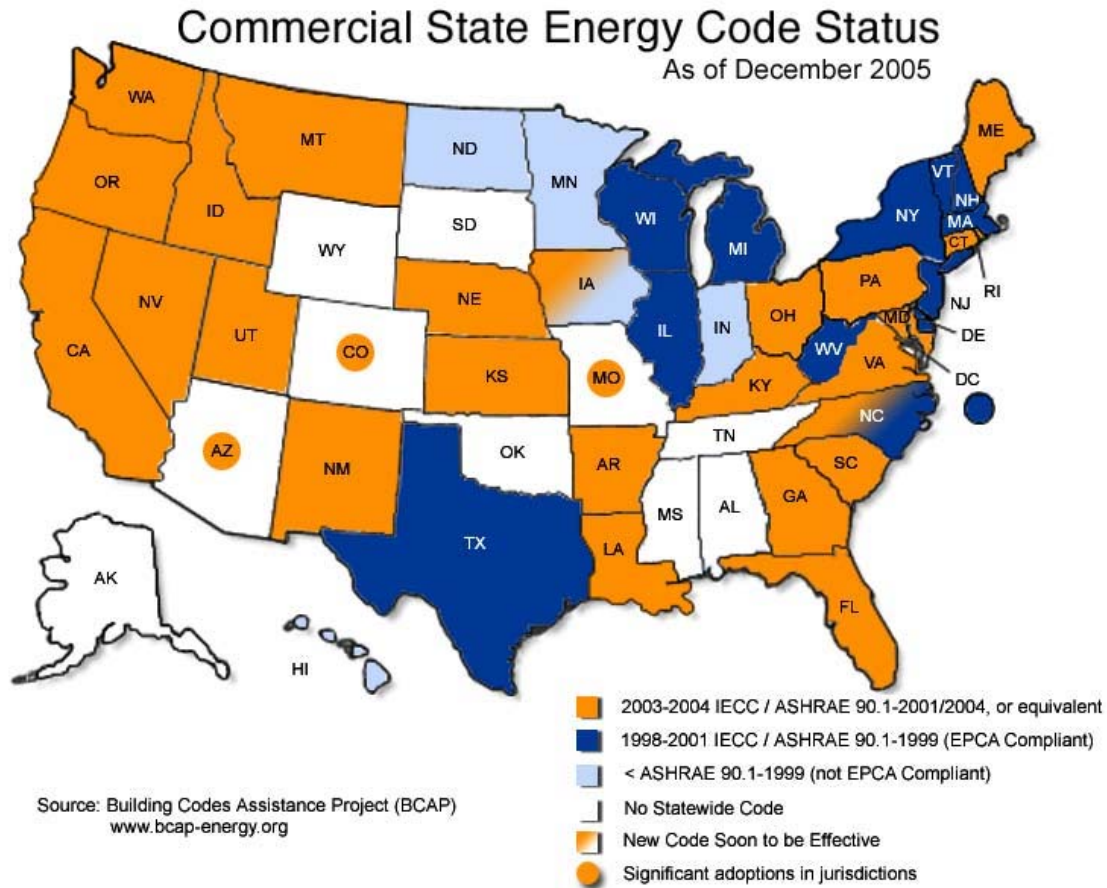 Commercial State Energy Code Status
As of December 2005
WA
MT
ND
MN
ME
OR
ID
SD
WI
VT
NH
NY
MA
WY
MI
CT
RI
IA
NE
PA
NJ
NV
UT
CO
IL
IN
OH
MD
DE
CA
KS
MO
WV
VA
KY
DC
NC
AZ
NM
OK
TN
AR
SC
GA
MS
AL
TX
LA
AK
FL
HI
2003-2004 IECC / ASHRAE 90.1-2001/2004, or equivalent
1998-2001 IECC / ASHRAE 90.1-1999 (EPCA Compliant)
< ASHRAE 90.1-1999 (not EPCA Compliant)
No Statewide Code
New Code Soon to be Effective
Significant adoptions in jurisdictions
Source: Building Codes Assistance Project (BCAP)
www.bcap-energy.org